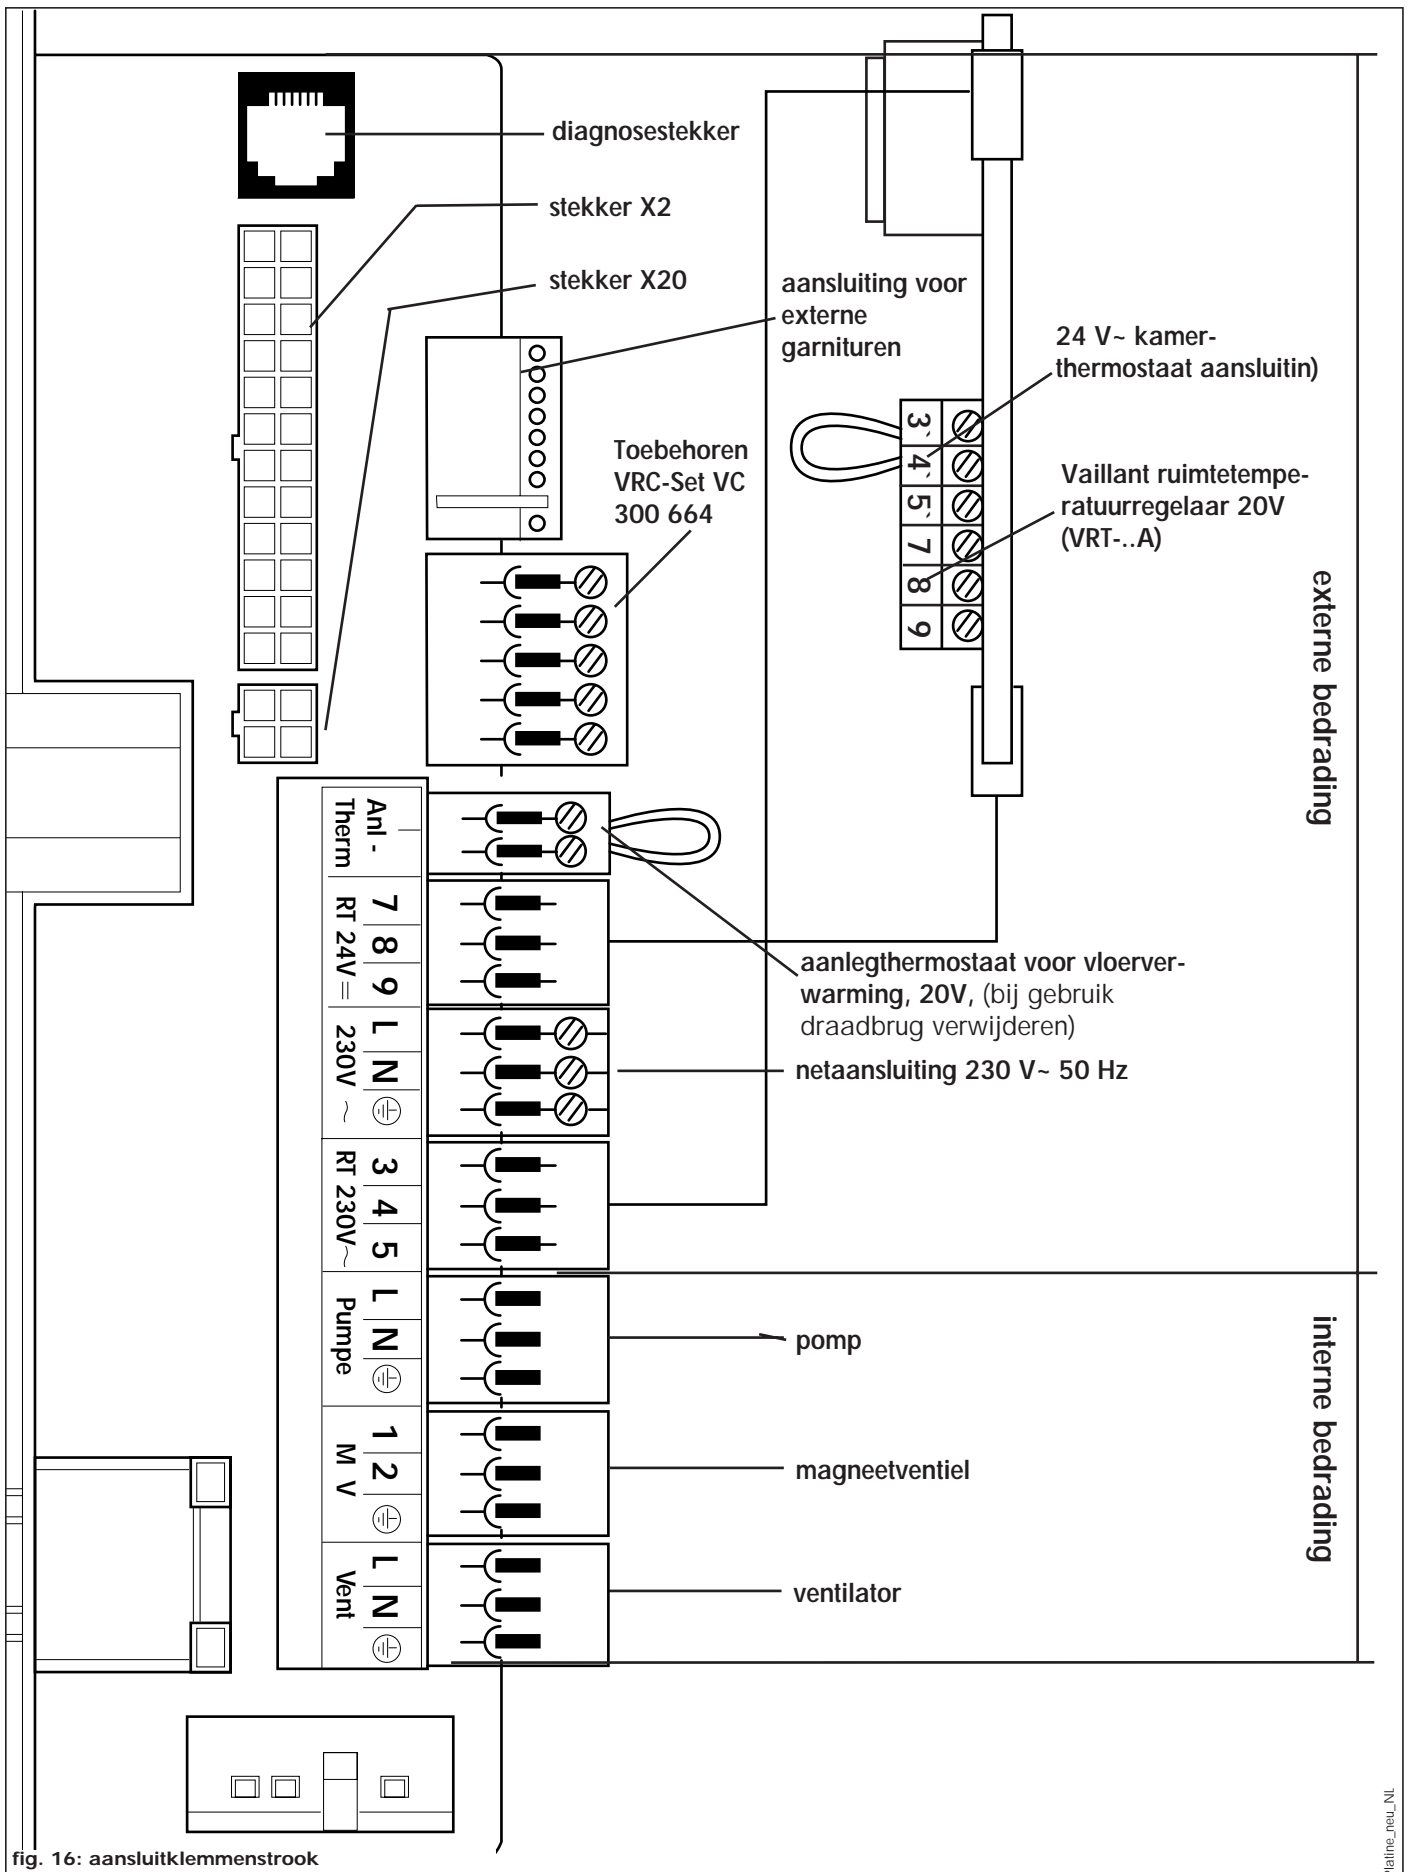 diagnosestekker
stekker X2
stekker X20
aansluiting voor
externe
garnituren
24 V~ kamer-
thermostaat aansluitin)
Toebehoren
VRC-Set VC
300 664
Vaillant ruimtetempe-
ratuurregelaar 20V
(VRT-..A)
3`
4`
5`
7
8
9
externe bedrading
Anl -
Therm
7 8 9
RT 24V =
aanlegthermostaat voor vloerver-
warming, 20V, (bij gebruik
draadbrug verwijderen)
L N
230V ~
netaansluiting 230 V~ 50 Hz
3 4 5
RT 230V~
L N
Pumpe
pomp
interne bedrading
1 2
M V
magneetventiel
L N
Vent
ventilator
fig. 16: aansluitklemmenstrook
Platine_neu_NL